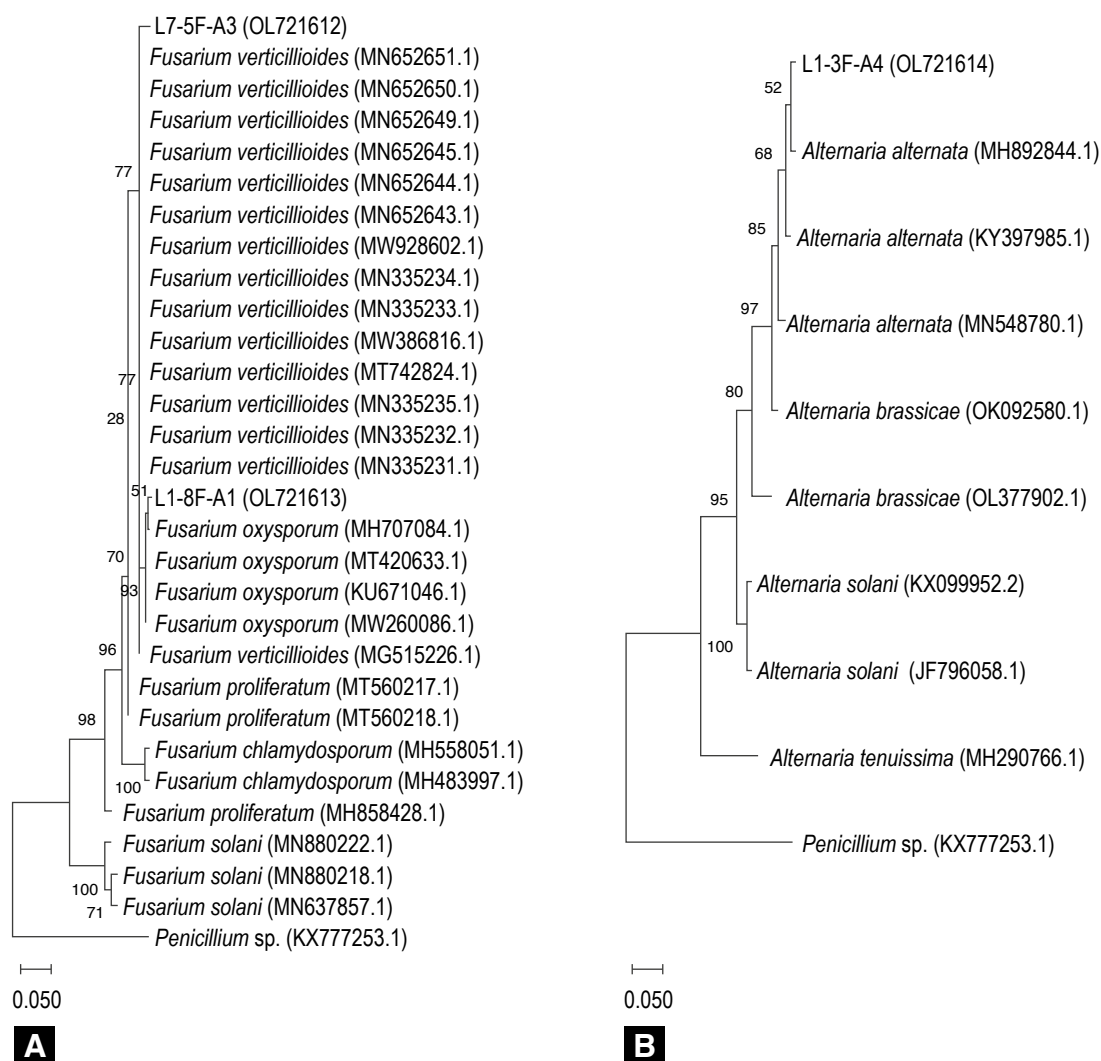 L7-5F-A3 (OL721612)
Fusarium verticillioides (MN652651.1)
Fusarium verticillioides (MN652650.1)
Fusarium verticillioides (MN652649.1)
Fusarium verticillioides (MN652645.1)
77
Fusarium verticillioides (MN652644.1)
Fusarium verticillioides (MN652643.1)
Fusarium verticillioides (MW928602.1)
Fusarium verticillioides (MN335234.1)
Fusarium verticillioides (MN335233.1)
Fusarium verticillioides (MW386816.1)
77
Fusarium verticillioides (MT742824.1)
28
Fusarium verticillioides (MN335235.1)
Fusarium verticillioides (MN335232.1)
Fusarium verticillioides (MN335231.1)
51
L1-8F-A1 (OL721613)
Fusarium oxysporum (MH707084.1)
70
Fusarium oxysporum (MT420633.1)
93
Fusarium oxysporum (KU671046.1)
Fusarium oxysporum (MW260086.1)
96
Fusarium verticillioides (MG515226.1)
Fusarium proliferatum (MT560217.1)
98
Fusarium proliferatum (MT560218.1)
Fusarium chlamydosporum (MH558051.1)
100
Fusarium chlamydosporum (MH483997.1)
Fusarium proliferatum (MH858428.1)
Fusarium solani (MN880222.1)
100
Fusarium solani (MN880218.1)
71
Fusarium solani (MN637857.1)
Penicillium sp. (KX777253.1)
0.050
A
L1-3F-A4 (OL721614)
52
68
Alternaria alternata (MH892844.1)
85
Alternaria alternata (KY397985.1)
97
Alternaria alternata (MN548780.1)
80
Alternaria brassicae (OK092580.1)
95
Alternaria brassicae (OL377902.1)
Alternaria solani (KX099952.2)
100
Alternaria solani (JF796058.1)
Alternaria tenuissima (MH290766.1)
Penicillium sp. (KX777253.1)
0.050
B